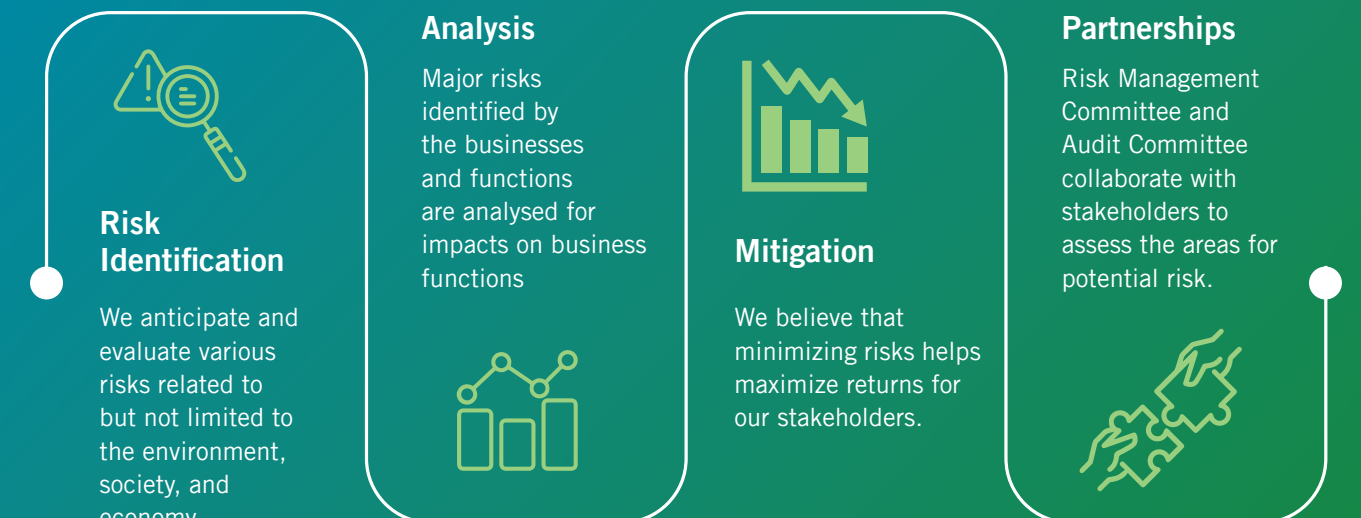 Risk
Identification
We anticipate and
evaluate various
risks related to
but not limited to
the environment,
society, and
economy
Analysis
Major risks
identified by
the businesses
and functions
are analysed for
impacts on business
functions
Mitigation
We believe that
minimizing risks helps
maximize returns for
our stakeholders.
Partnerships
Risk Management
Committee and
Audit Committee
collaborate with
stakeholders to
assess the areas for
potential risk.